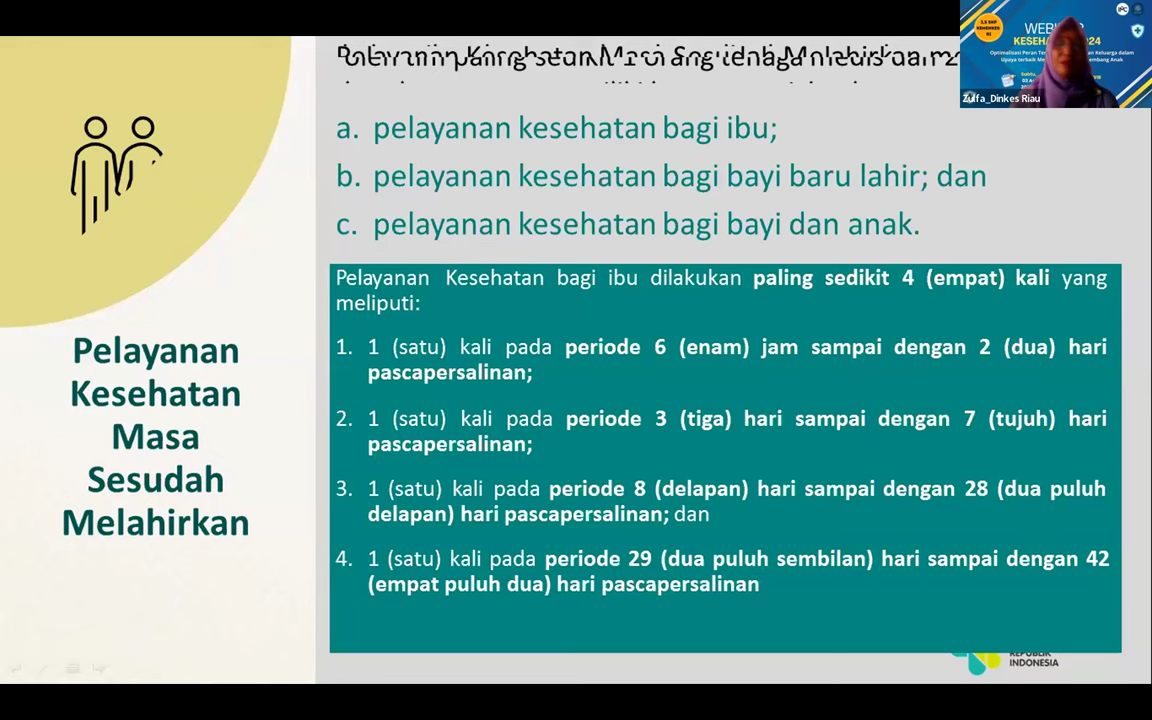 a. pelayanan kesehatan bagi ibu;
b. pelayanan kesehatan bagi bayi baru lahir; dan
c. pelayanan kesehatan bagi bayi dan anak.
Pelayanan Kesehatan bagi ibu dilakukan paling sedikit 4 (empat) kali yang
meliputi:
1. 1 (satu) kali pada periode 6 (enam) jam sampai dengan 2 (dua) hari
pascapersalinan;
2. 1 (satu) kali pada periode 3 (tiga) hari sampai dengan 7 (tujuh) hari
pascapersalinan;
3. 1 (satu) kali pada periode 8 (delapan) hari sampai dengan 28 (dua puluh
delapan) hari pascapersalinan; dan
4. 1 (satu) kali pada periode 29 (dua puluh sembilan) hari sampai dengan 42
(empat puluh dua) hari pascapersalinan
Pelayanan
Kesehatan
Masa
Sesudah
Melahirkan
REPUBLIK
INDONESIA
Zulfa_Dinkes Riau